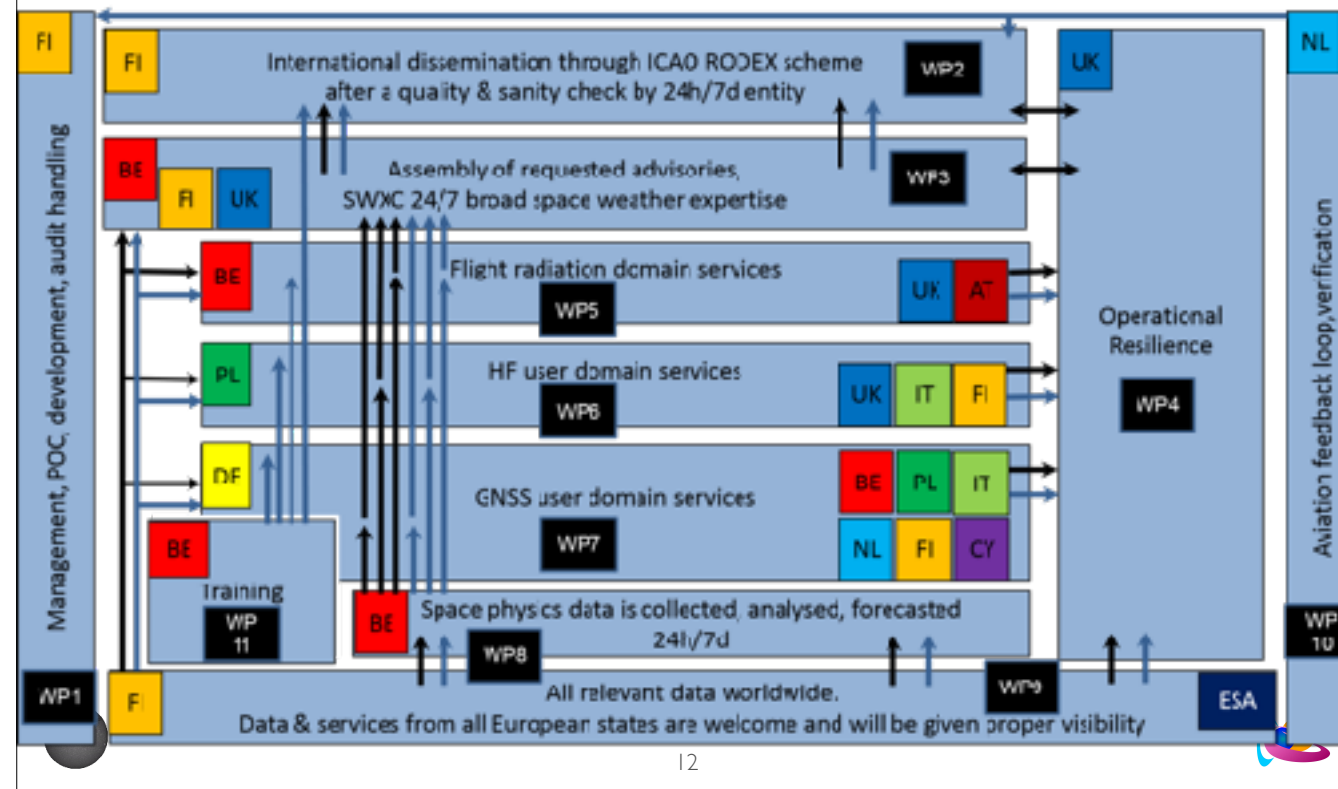 FI
Management, POC, development, audit handling
WP1
NL
Aviation feedback loop, verification
WP
10
FI
International dissemination through ICAO RODEX scheme
after a quality & sanity check by 24h/7d entity
WP2
UK
Operational
Resilience
WP4
BE
FI
UK
Assembly of requested advisories,
SWXC 24/7 broad space weather expertise
WP3
BE
Flight radiation domain services
WP5
UK
AT
PL
HF user domain services
WP6
UK
IT
FI
DE
GNSS user domain services
WP7
BE
PL
IT
NL
FI
CY
BE
Training
WP
11
BE
Space physics data is collected, analysed, forecasted
24h/7d
WP8
FI
All relevant data worldwide.
Data & services from all European states are welcome and will be given proper visibility
WP9
ESA
12